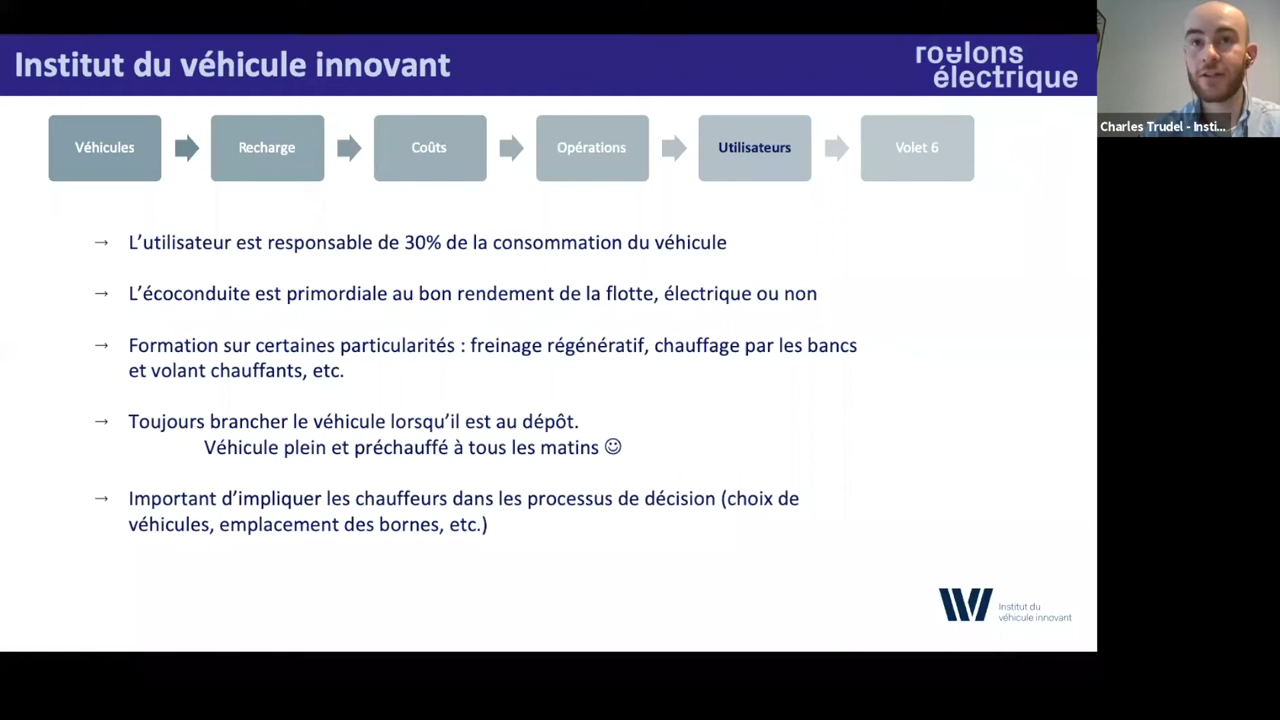 Institut du véhicule innovant
roulons
électrique
Charles Trudel - Insti...
Véhicules
Recharge
Coûts
Opérations
Utilisateurs
Volet 6
→ L’utilisateur est responsable de 30% de la consommation du véhicule
→ L’écoconduite est primordiale au bon rendement de la flotte, électrique ou non
→ Formation sur certaines particularités : freinage régénératif, chauffage par les bancs
et volant chauffants, etc.
→ Toujours brancher le véhicule lorsqu’il est au dépôt.
Véhicule plein et préchauffé à tous les matins ☺
→ Important d’impliquer les chauffeurs dans les processus de décision (choix de
véhicules, emplacement des bornes, etc.)
Institut du
véhicule innovant